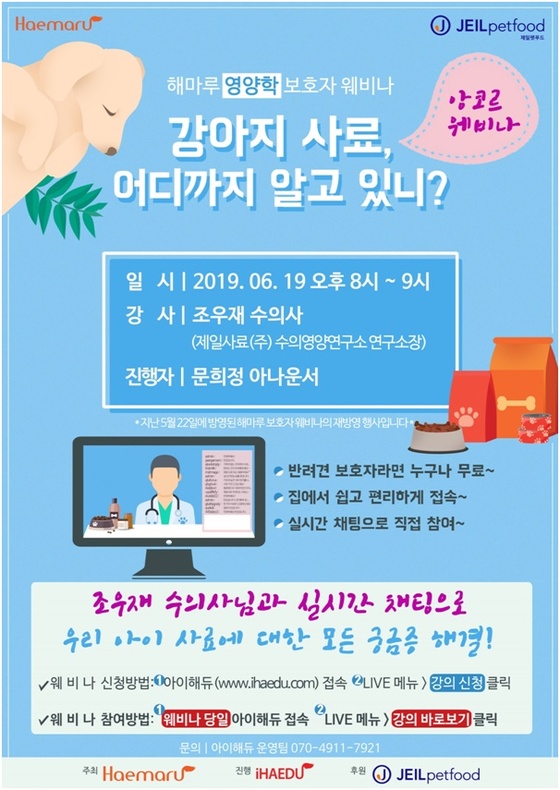 Haemaru
JEILpetfood
제일펫푸드
해마루 영양학 보호자 웨비나
앙코르
웨비나
강아지 사료,
어디까지 알고 있니?
일 시 | 2019. 06. 19 오후 8시 ~ 9시
강 사 | 조우재 수의사
(제일사료(주) 수의영양연구소 연구소장)
진행자 | 문희정 아나운서
* 지난 5월 22일에 방영된 해마루 보호자 웨비나의 재방영 행사입니다 *
반려견 보호자라면 누구나 무료~
집에서 쉽고 편리하게 접속~
실시간 채팅으로 직접 참여~
조우재 수의사님과 실시간 채팅으로
우리 아이 사료에 대한 모든 궁금증 해결!
✓웨 비 나 신청방법:1아이해듀(www.ihaedu.com) 접속 2LIVE 메뉴 > 강의 신청 클릭
✓웨 비 나 참여방법:1웨비나 당일 아이해듀 접속 2LIVE 메뉴 > 강의 바로보기 클릭
문의 | 아이해듀 운영팀 070-4911-7921
주최 Haemaru 진행 iHAEDU 후원 JEILpetfood